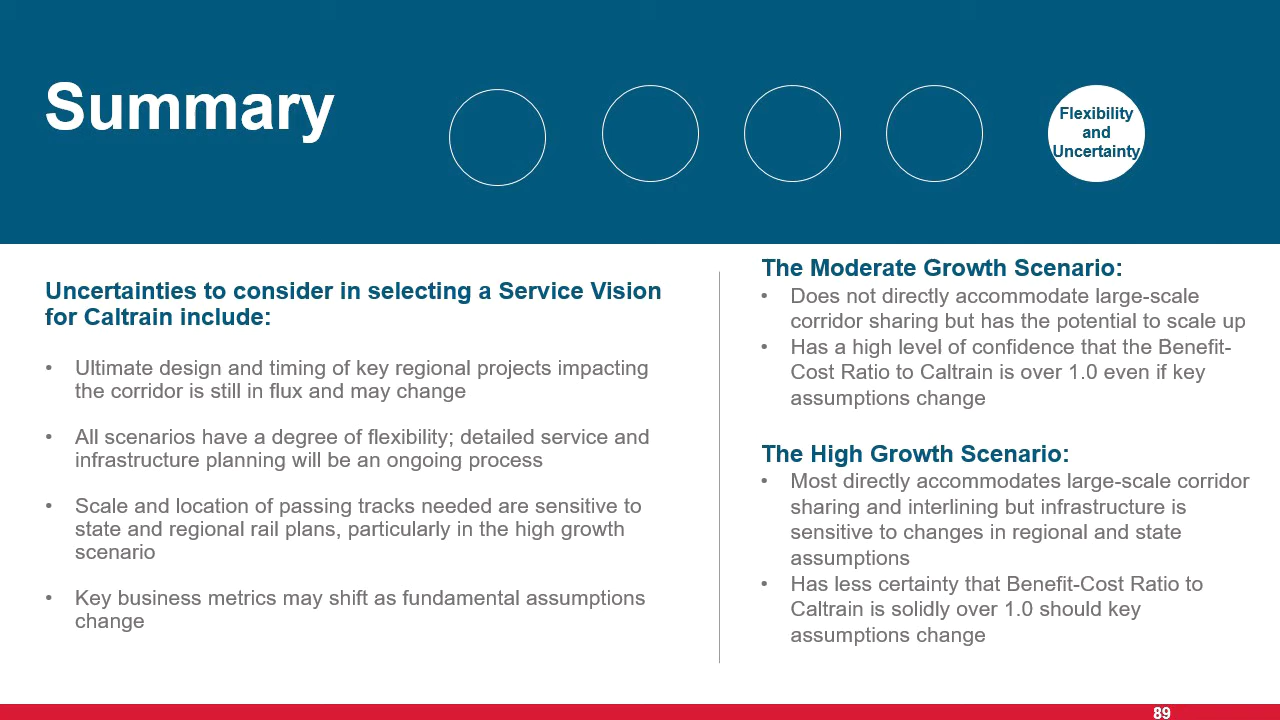 Summary
Flexibility
and
Uncertainty
Uncertainties to consider in selecting a Service Vision
for Caltrain include:
• Ultimate design and timing of key regional projects impacting
the corridor is still in flux and may change
• All scenarios have a degree of flexibility; detailed service and
infrastructure planning will be an ongoing process
• Scale and location of passing tracks needed are sensitive to
state and regional rail plans, particularly in the high growth
scenario
• Key business metrics may shift as fundamental assumptions
change
The Moderate Growth Scenario:
• Does not directly accommodate large-scale
corridor sharing but has the potential to scale up
• Has a high level of confidence that the Benefit-
Cost Ratio to Caltrain is over 1.0 even if key
assumptions change
The High Growth Scenario:
• Most directly accommodates large-scale corridor
sharing and interlining but infrastructure is
sensitive to changes in regional and state
assumptions
• Has less certainty that Benefit-Cost Ratio to
Caltrain is solidly over 1.0 should key
assumptions change
89